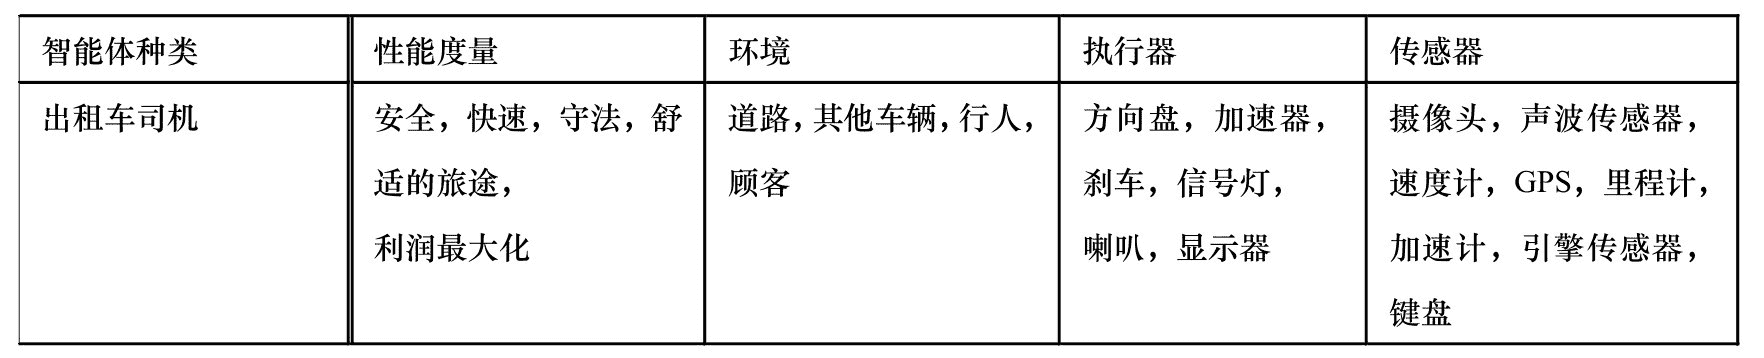 智能体种类 性能度量 环境 执行器 传感器
出租车司机 安全，快速，守法，舒 道路，其他车辆，行人， 方向盘，加速器， 摄像头，声波传感器，
适的旅途， 顾客 刹车，信号灯， 速度计，GPS，里程计，
利润最大化 喇叭，显示器 加速计，引擎传感器，
键盘